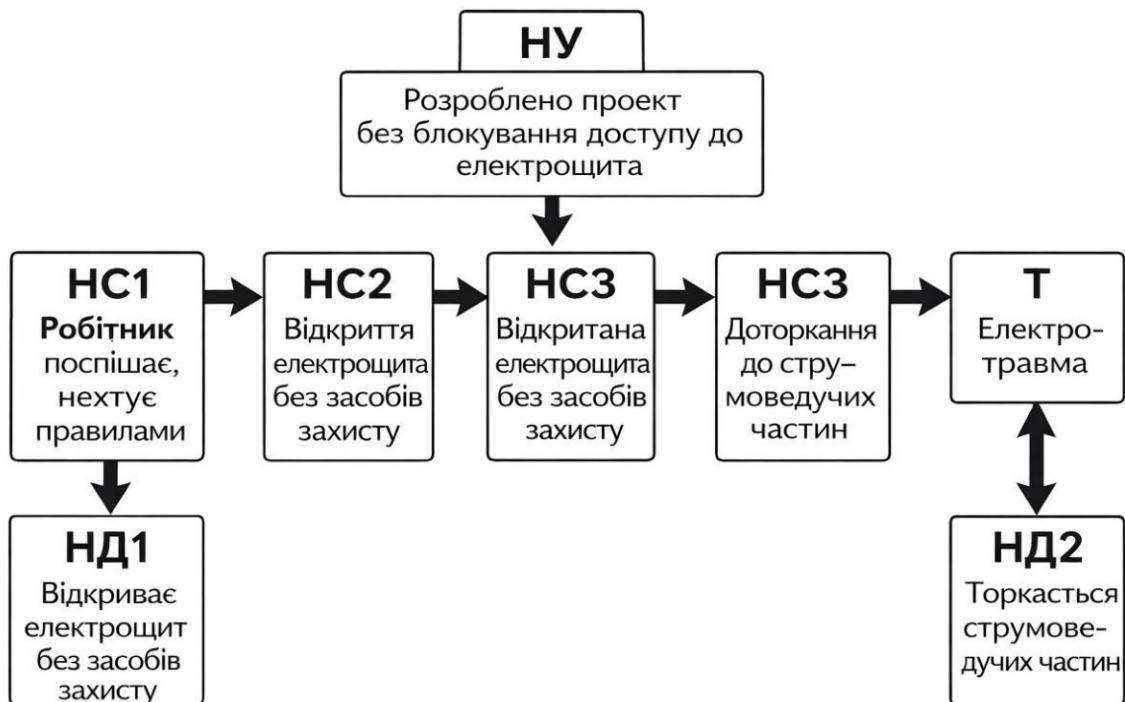 НУ
Розроблено проект
без блокування доступу до
електрощита
НС1
Робітник
поспішає,
нехтує
правилами
НС2
Відкриття
електрощита
без засобів
захисту
НС3
Відкритана
електрощита
без засобів
захисту
НС3
Доторкання
до стру–
моведучих
частин
Т
Електро-
травма
НД1
Відкриває
електрощит
без засобів
захисту
НД2
Торкасться
струмове-
дучих частин